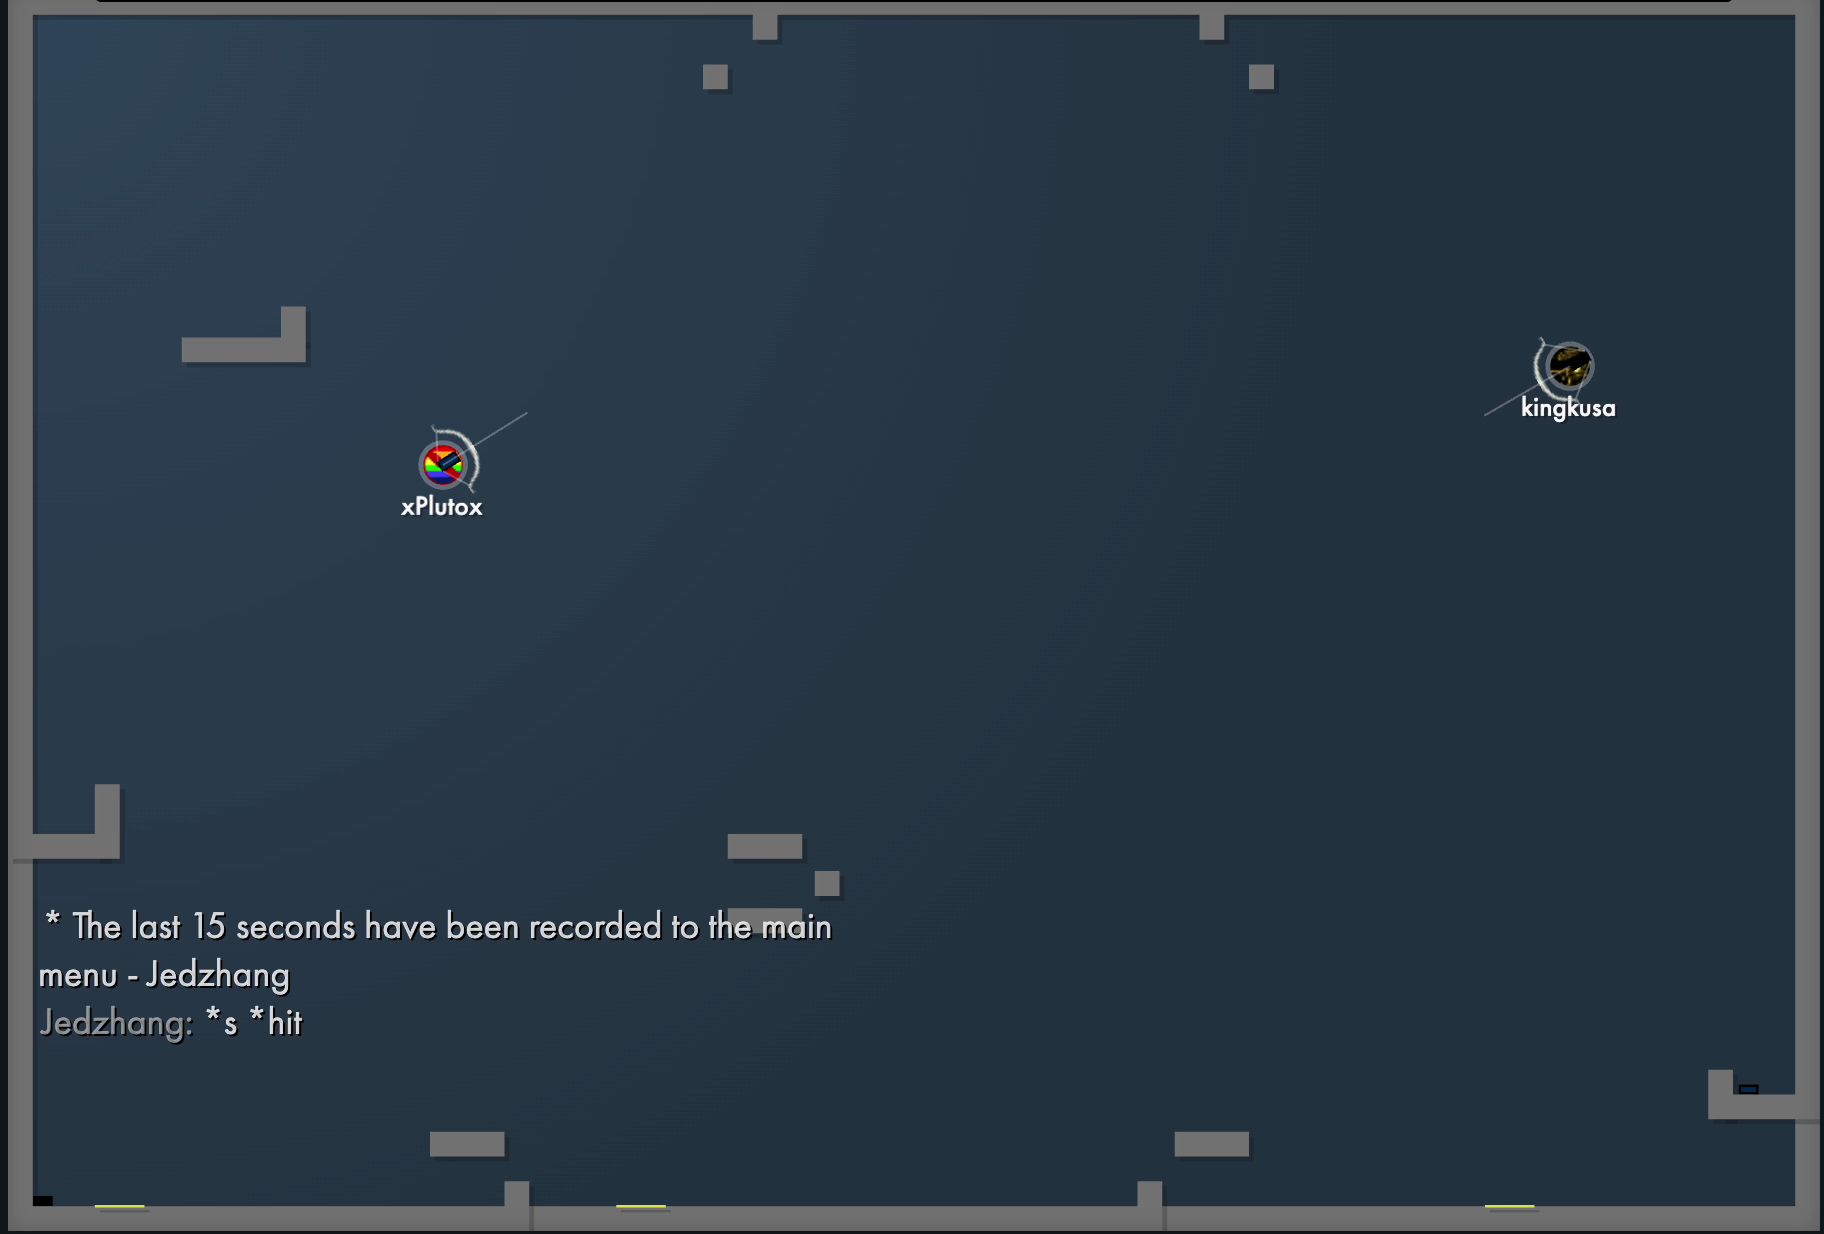 kingkusa
xPlutox
* The last 15 seconds have been recorded to the main
menu - Jedzhang
Jedzhang: *s *hit